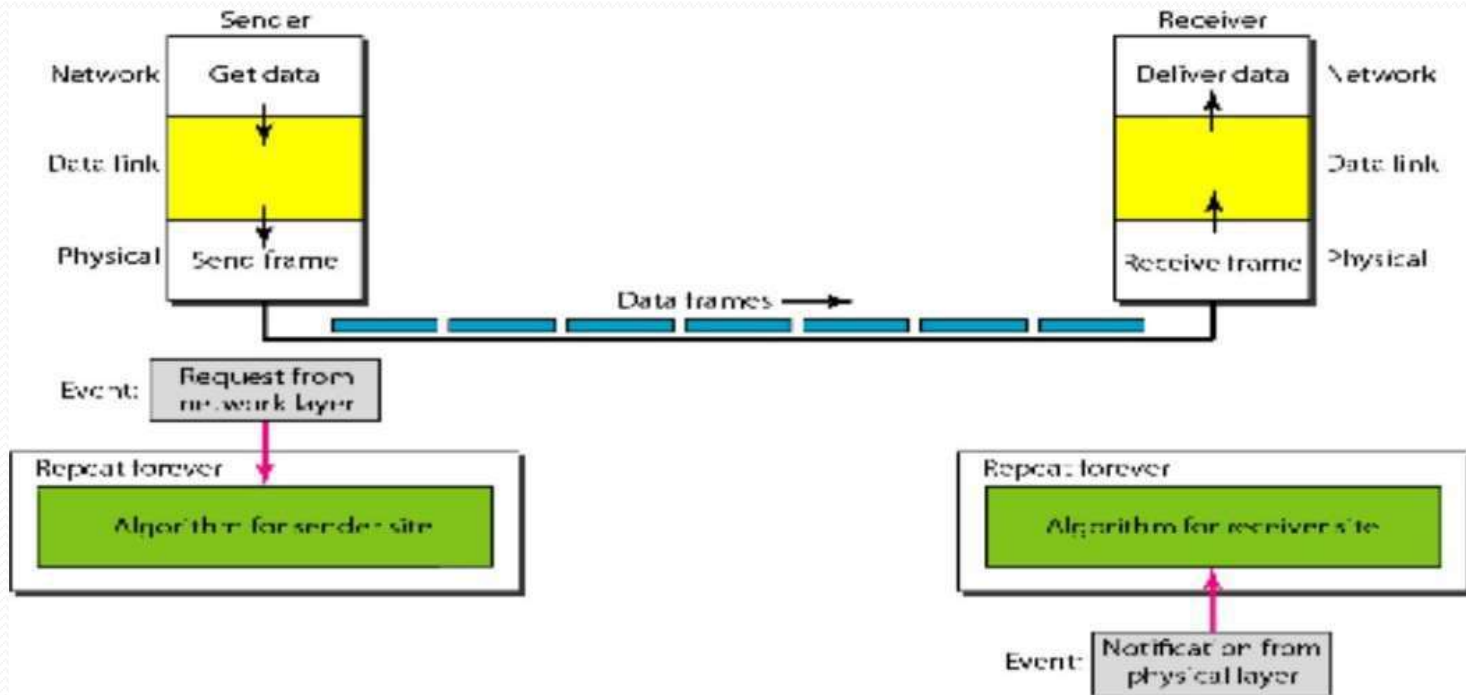 Sender
Receiver
Network
Get data
Deliver data
Network
Data link
Data link
Physical
Send frame
Receive frame
Physical
Data frames
Event:
Request from
network layer
Repeat forever
Repeat forever
Algorithm for sender site
Algorithm for receiver site
Event:
Notification from
physical layer